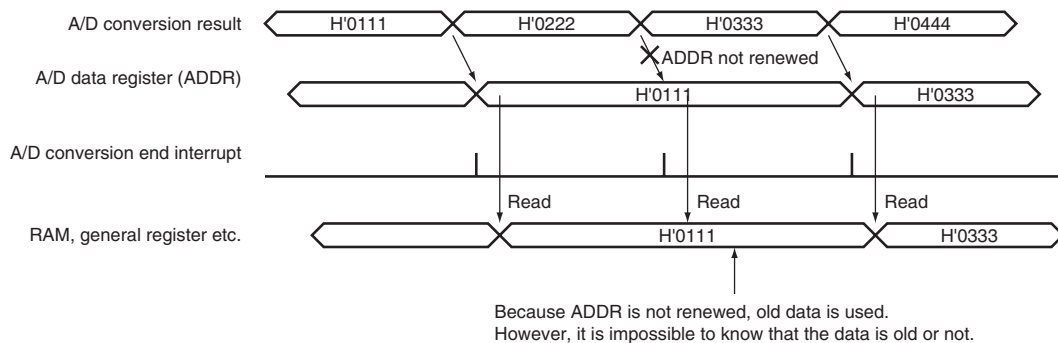 A/D conversion result
H'0111 H'0222 H'0333 H'0444
ADDR not renewed
A/D data register (ADDR)
H'0111 H'0333
A/D conversion end interrupt
Read Read Read
RAM, general register etc.
H'0111 H'0333
Because ADDR is not renewed, old data is used.
However, it is impossible to know that the data is old or not.